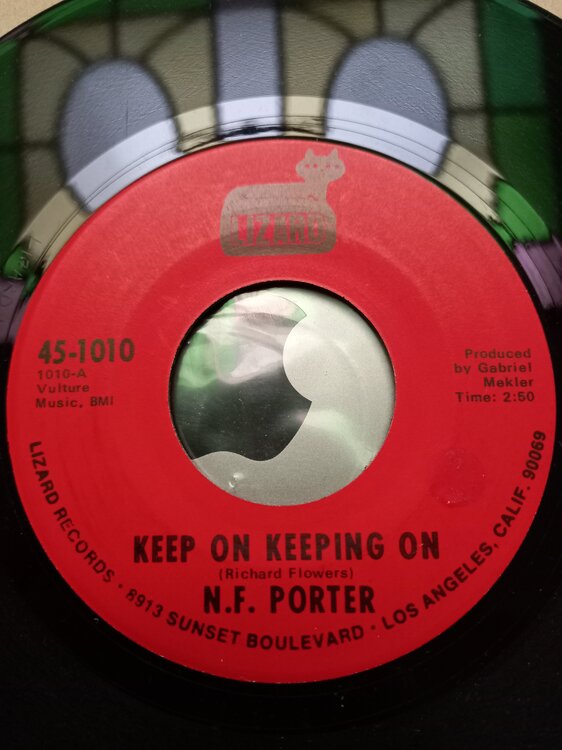 LIZARD
45-1010
1010-A
Vulture
Music, BMI
Produced
by Gabriel
Mekler
Time: 2:50
KEEP ON KEEPING ON
(Richard Flowers)
N.F. PORTER
LIZARD RECORDS · 8913 SUNSET BOULEVARD · LOS ANGELES, CALIF. 90069